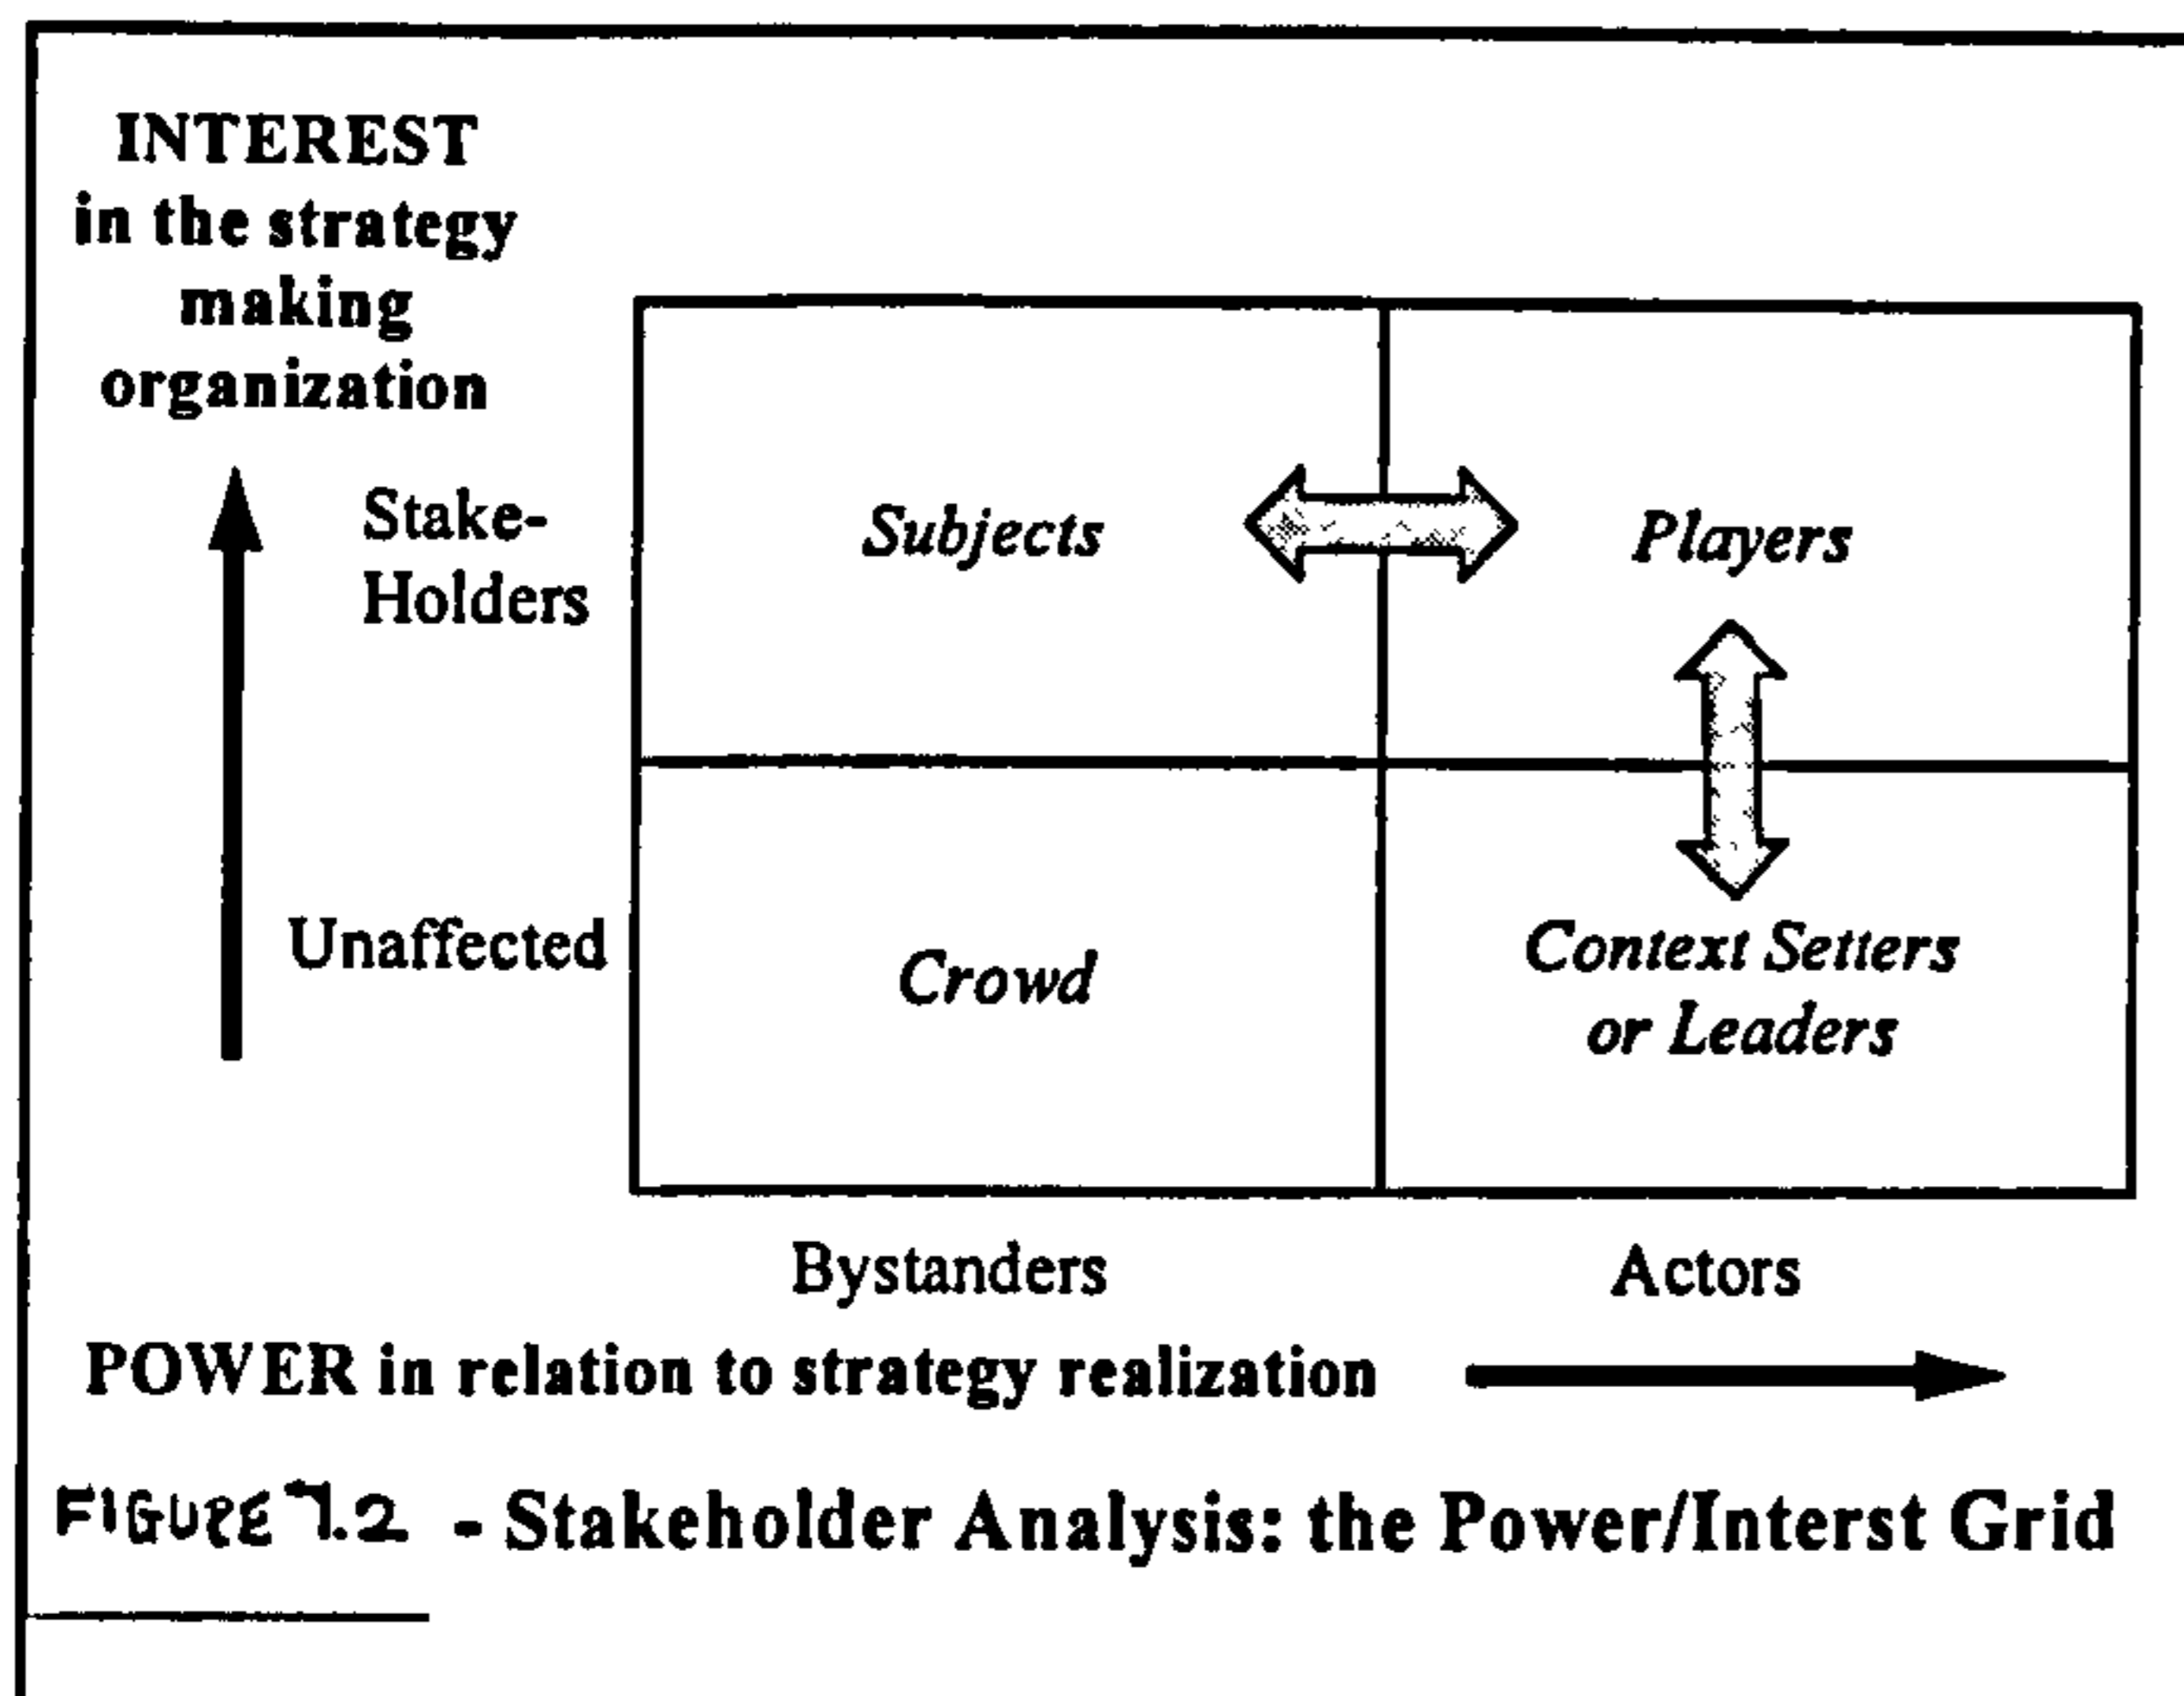 INTEREST
in the strategy
making
organization
Stake-
Holders
Subjects
Players
Unaffected
Crowd
Context Setters
or Leaders
Bystanders
Actors
POWER in relation to strategy realization
FIGURE 7.2 - Stakeholder Analysis: the Power/Interst Grid